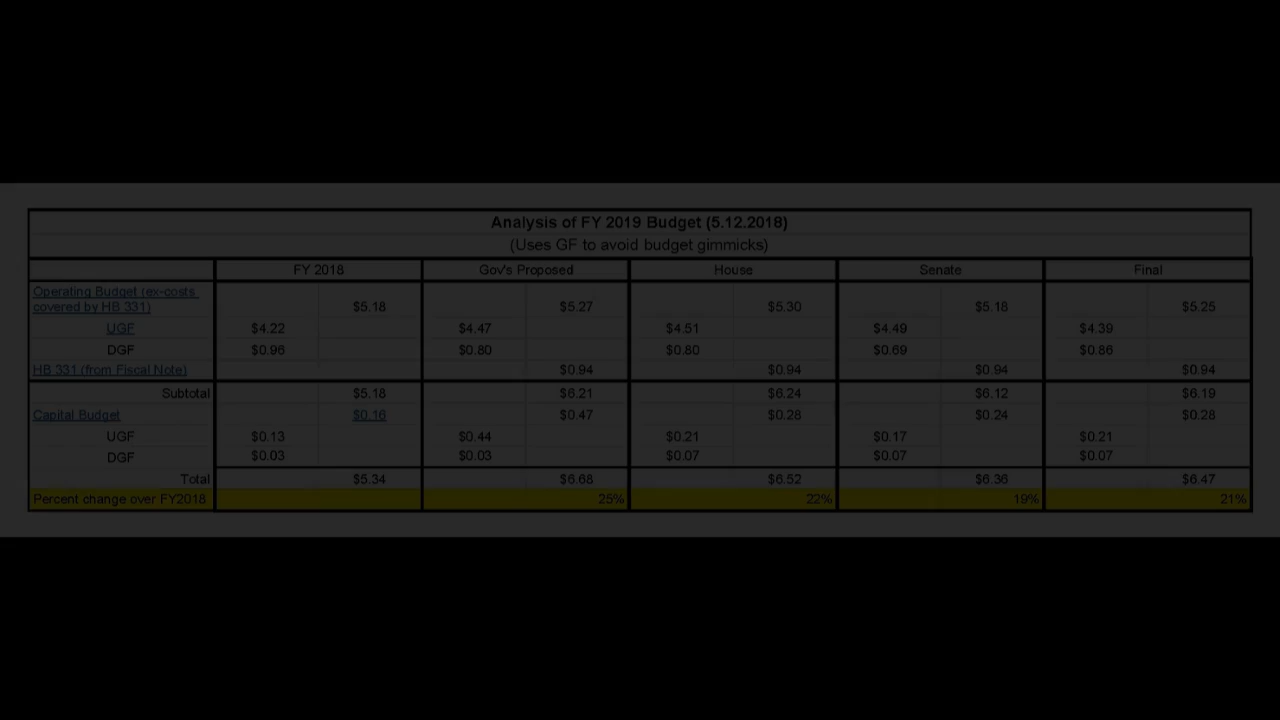 Analysis of FY 2019 Budget (5.12.2018)
(Uses GF to avoid budget gimmicks)
FY 2018 Gov's Proposed House Senate Final
Operating Budget (ex-costs
covered by HB 331) $5.18 $5.27 $5.30 $5.18 $5.25
UGF $4.22 $4.47 $4.51 $4.49 $4.39
DGF $0.96 $0.80 $0.80 $0.69 $0.86
HB 331 (from Fiscal Note) $0.94 $0.94 $0.94 $0.94
Subtotal $5.18 $6.21 $6.24 $6.12 $6.19
Capital Budget $0.16 $0.47 $0.28 $0.24 $0.28
UGF $0.13 $0.44 $0.21 $0.17 $0.21
DGF $0.03 $0.03 $0.07 $0.07 $0.07
Total $5.34 $6.68 $6.52 $6.36 $6.47
Percent change over FY2018 25% 22% 19% 21%